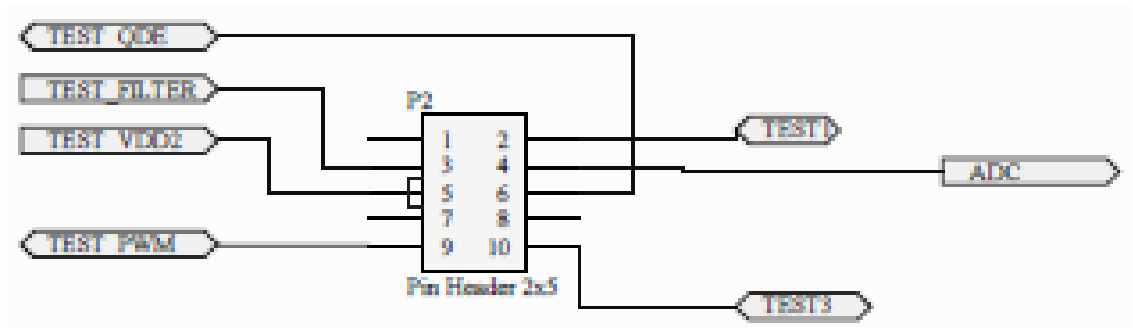 TEST_QDE
TEST_FILTER
P2
TEST_VDD2
1 2
TEST1
3 4
ADC
5 6
7 8
TEST_PWM
9 10
Pin Header 2x5
TEST3